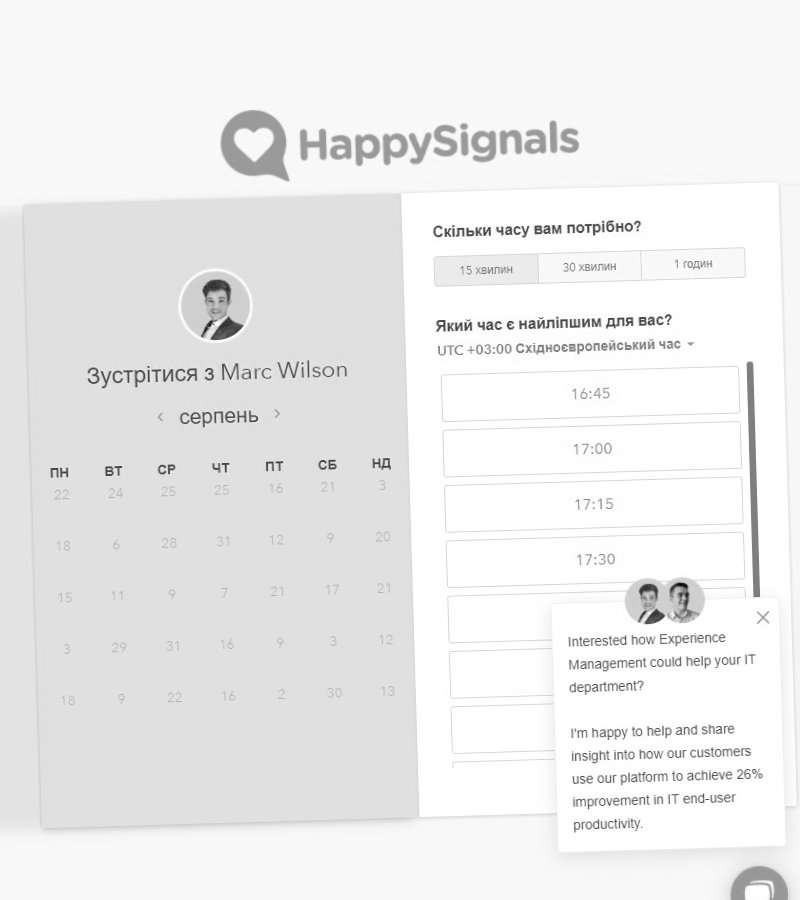 HappySignals
Зустрітися з Marc Wilson
серпень
ПН ВТ СР ЧТ ПТ СБ НД
22 24 25 25 16 21 3
18 6 28 31 12 9 20
15 11 9 7 21 17 21
3 29 31 16 9 3 12
18 9 22 16 2 30 13
Скільки часу вам потрібно?
15 хвилин 30 хвилин 1 годин
Який час є найліпшим для вас?
UTC +03:00 Східноєвропейський час
16:45
17:00
17:15
17:30
Interested how Experience
Management could help your IT
department?
I'm happy to help and share
insight into how our customers
use our platform to achieve 26%
improvement in IT end-user
productivity.